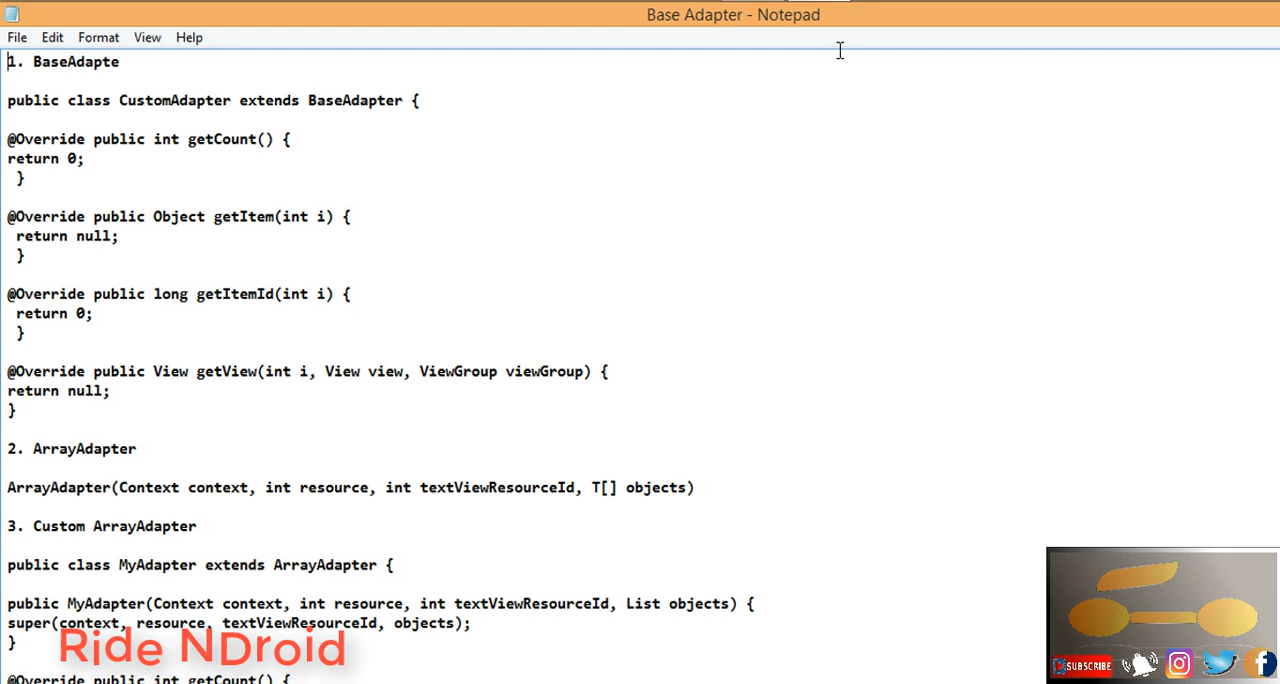 Base Adapter - Notepad
File Edit Format View Help
1. BaseAdapte
public class CustomAdapter extends BaseAdapter {
@Override public int getCount() {
return 0;
}
@Override public Object getItem(int i) {
return null;
}
@Override public long getItemId(int i) {
return 0;
}
@Override public View getView(int i, View view, ViewGroup viewGroup) {
return null;
}
2. ArrayAdapter
ArrayAdapter(Context context, int resource, int textViewResourceId, T[] objects)
3. Custom ArrayAdapter
public class MyAdapter extends ArrayAdapter {
public MyAdapter(Context context, int resource, int textViewResourceId, List objects) {
super(context, resource, textViewResourceId, objects);
}
Ride NDroid
SUBSCRIBE
@Override public int getCount() {